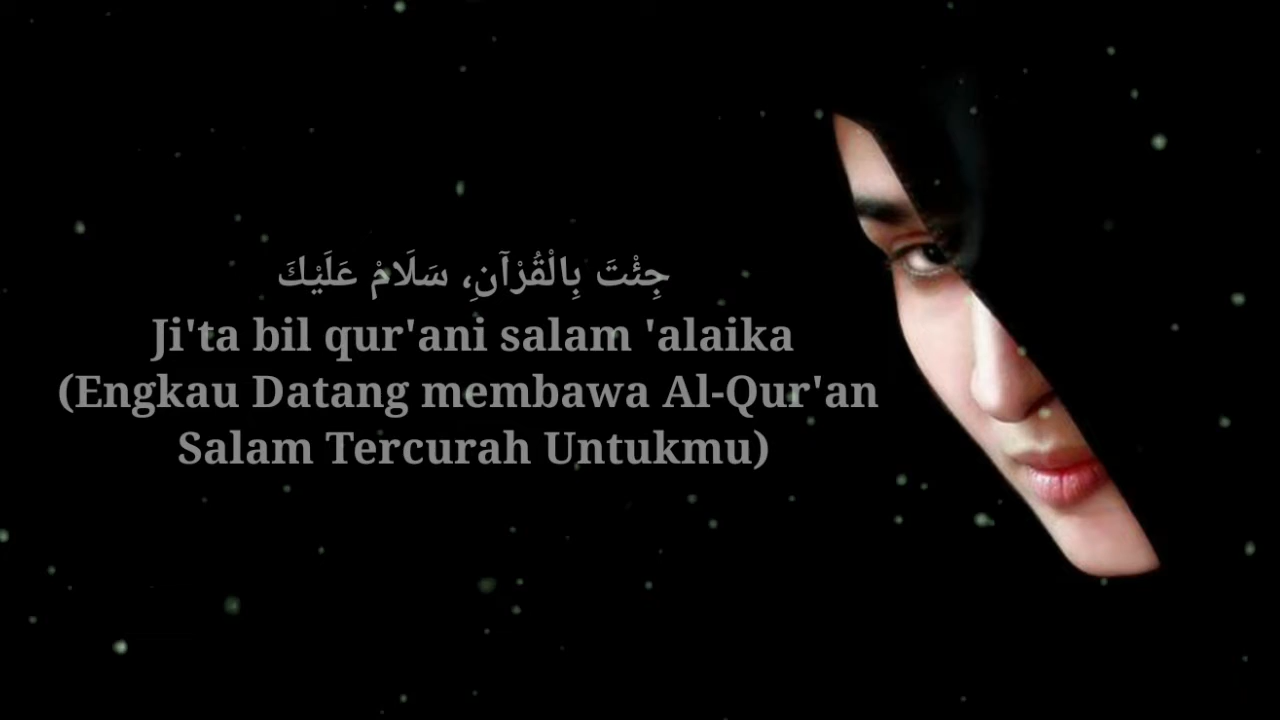 جِئْتَ بِالْقُرْآنِ، سَلَامْ عَلَيْكَ
Ji'ta bil qur'ani salam 'alaika
(Engkau Datang membawa Al-Qur'an
Salam Tercurah Untukmu)